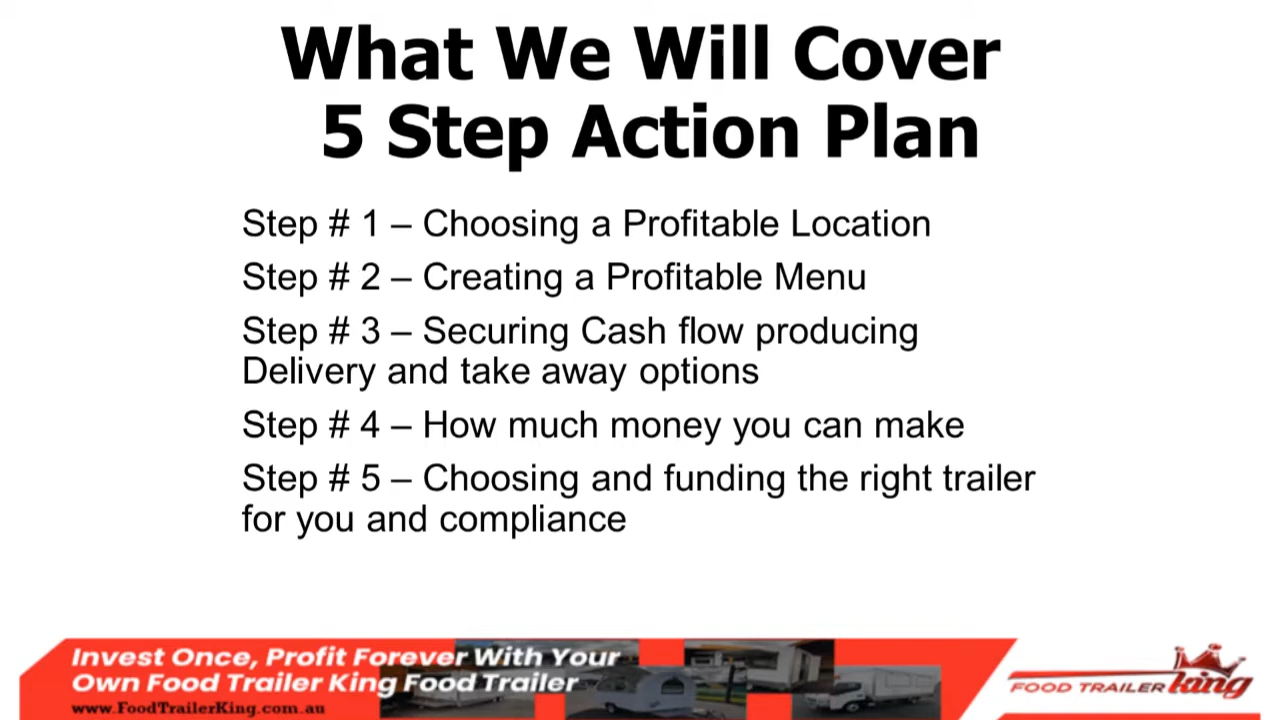 What We Will Cover
5 Step Action Plan
Step # 1 – Choosing a Profitable Location
Step # 2 – Creating a Profitable Menu
Step # 3 – Securing Cash flow producing
Delivery and take away options
Step # 4 – How much money you can make
Step # 5 – Choosing and funding the right trailer
for you and compliance
Invest Once, Profit Forever With Your
Own Food Trailer King Food Trailer
www.FoodTrailerKing.com.au
FOOD TRAILER king